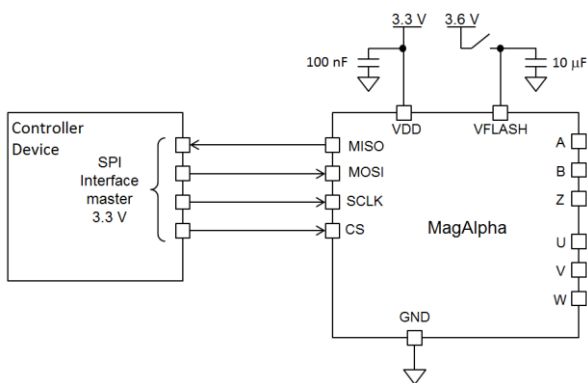 3.3 V
3.6 V
100 nF
10 µF
Controller
Device
SPI
Interface
master
3.3 V
VDD
VFLASH
MISO
MOSI
SCLK
CS
MagAlpha
A
B
Z
U
V
W
GND